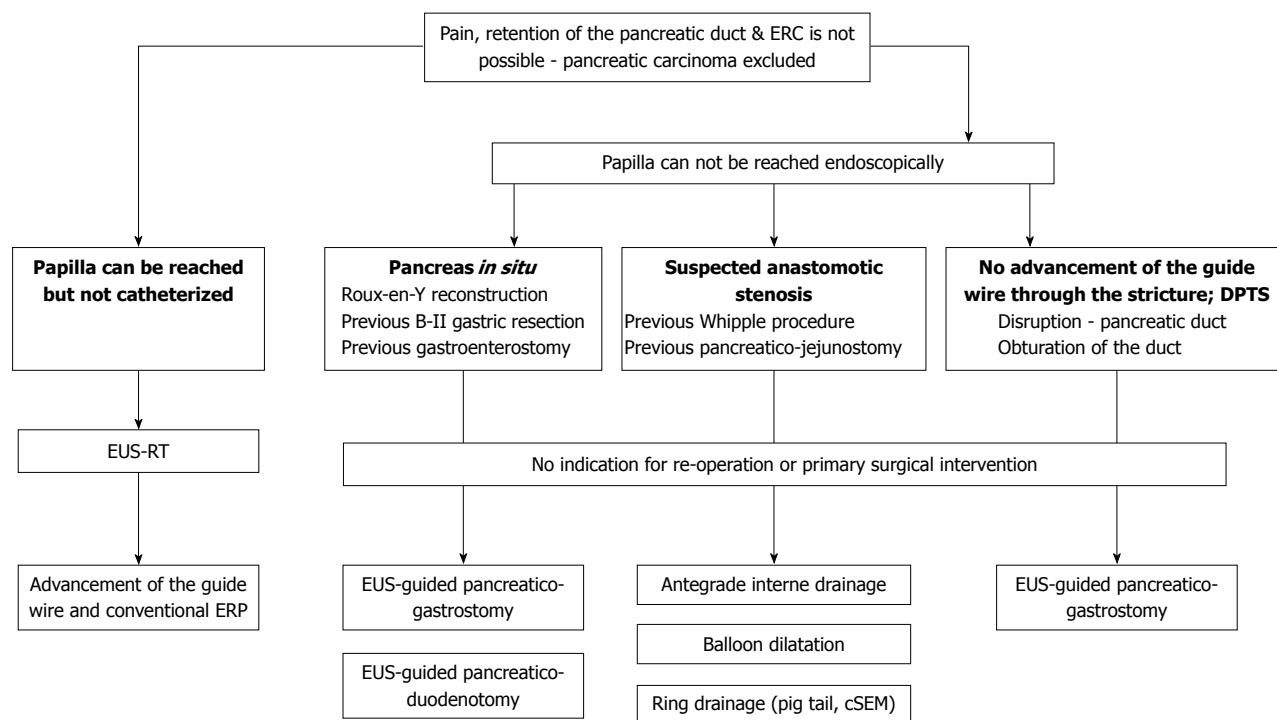 Pain, retention of the pancreatic duct & ERC is not
possible - pancreatic carcinoma excluded
Papilla can not be reached endoscopically
Papilla can be reached
but not catheterized
Pancreas in situ
Roux-en-Y reconstruction
Previous B-II gastric resection
Previous gastroenterostomy
Suspected anastomotic
stenosis
Previous Whipple procedure
Previous pancreatico-jejunostomy
No advancement of the guide
wire through the stricture; DPTS
Disruption - pancreatic duct
Obturation of the duct
EUS-RT
No indication for re-operation or primary surgical intervention
Advancement of the guide
wire and conventional ERP
EUS-guided pancreatico-
gastrostomy
Antegrade interne drainage
EUS-guided pancreatico-
gastrostomy
Balloon dilatation
EUS-guided pancreatico-
duodenotomy
Ring drainage (pig tail, cSEM)